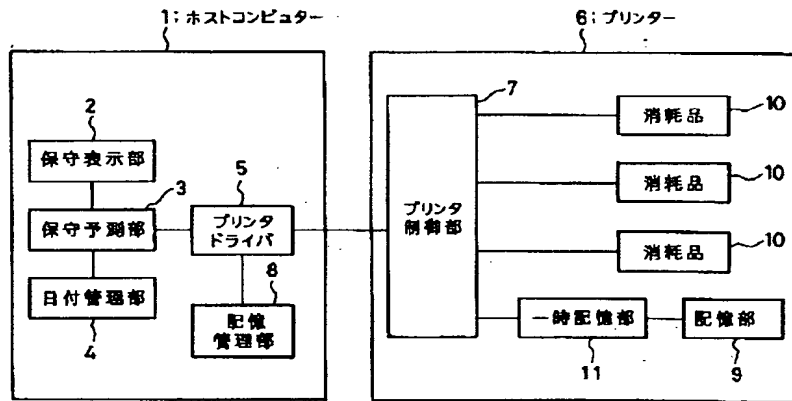 1;ホストコンピュター
6;プリンター
2
保守表示部
3
保守予測部
日付管理部
4
5
プリンタ
ドライバ
8
記憶
管理部
7
プリンタ
制御部
消耗品
10
消耗品
10
消耗品
10
一時記憶部
11
記憶部
9